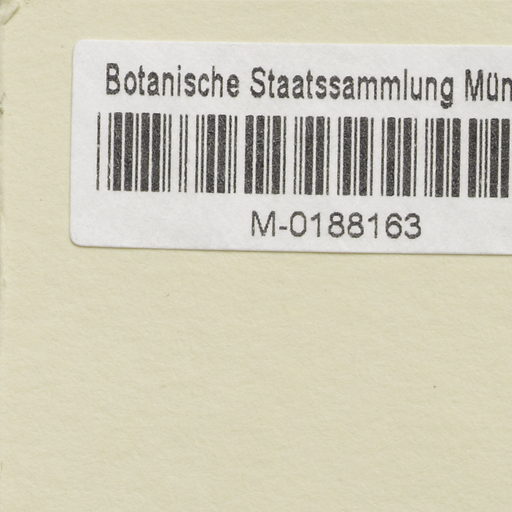 Botanische Staatssammlung Mün
M-0188163